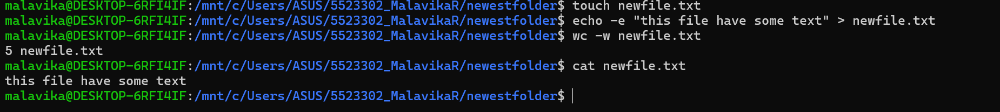 malavika@DESKTOP-6RFI4IF:/mnt/c/Users/ASUS/5523302_MalavikaR/newestfolder$ touch newfile.txt
malavika@DESKTOP-6RFI4IF:/mnt/c/Users/ASUS/5523302_MalavikaR/newestfolder$ echo -e "this file have some text" > newfile.txt
malavika@DESKTOP-6RFI4IF:/mnt/c/Users/ASUS/5523302_MalavikaR/newestfolder$ wc -w newfile.txt
5 newfile.txt
malavika@DESKTOP-6RFI4IF:/mnt/c/Users/ASUS/5523302_MalavikaR/newestfolder$ cat newfile.txt
this file have some text
malavika@DESKTOP-6RFI4IF:/mnt/c/Users/ASUS/5523302_MalavikaR/newestfolder$